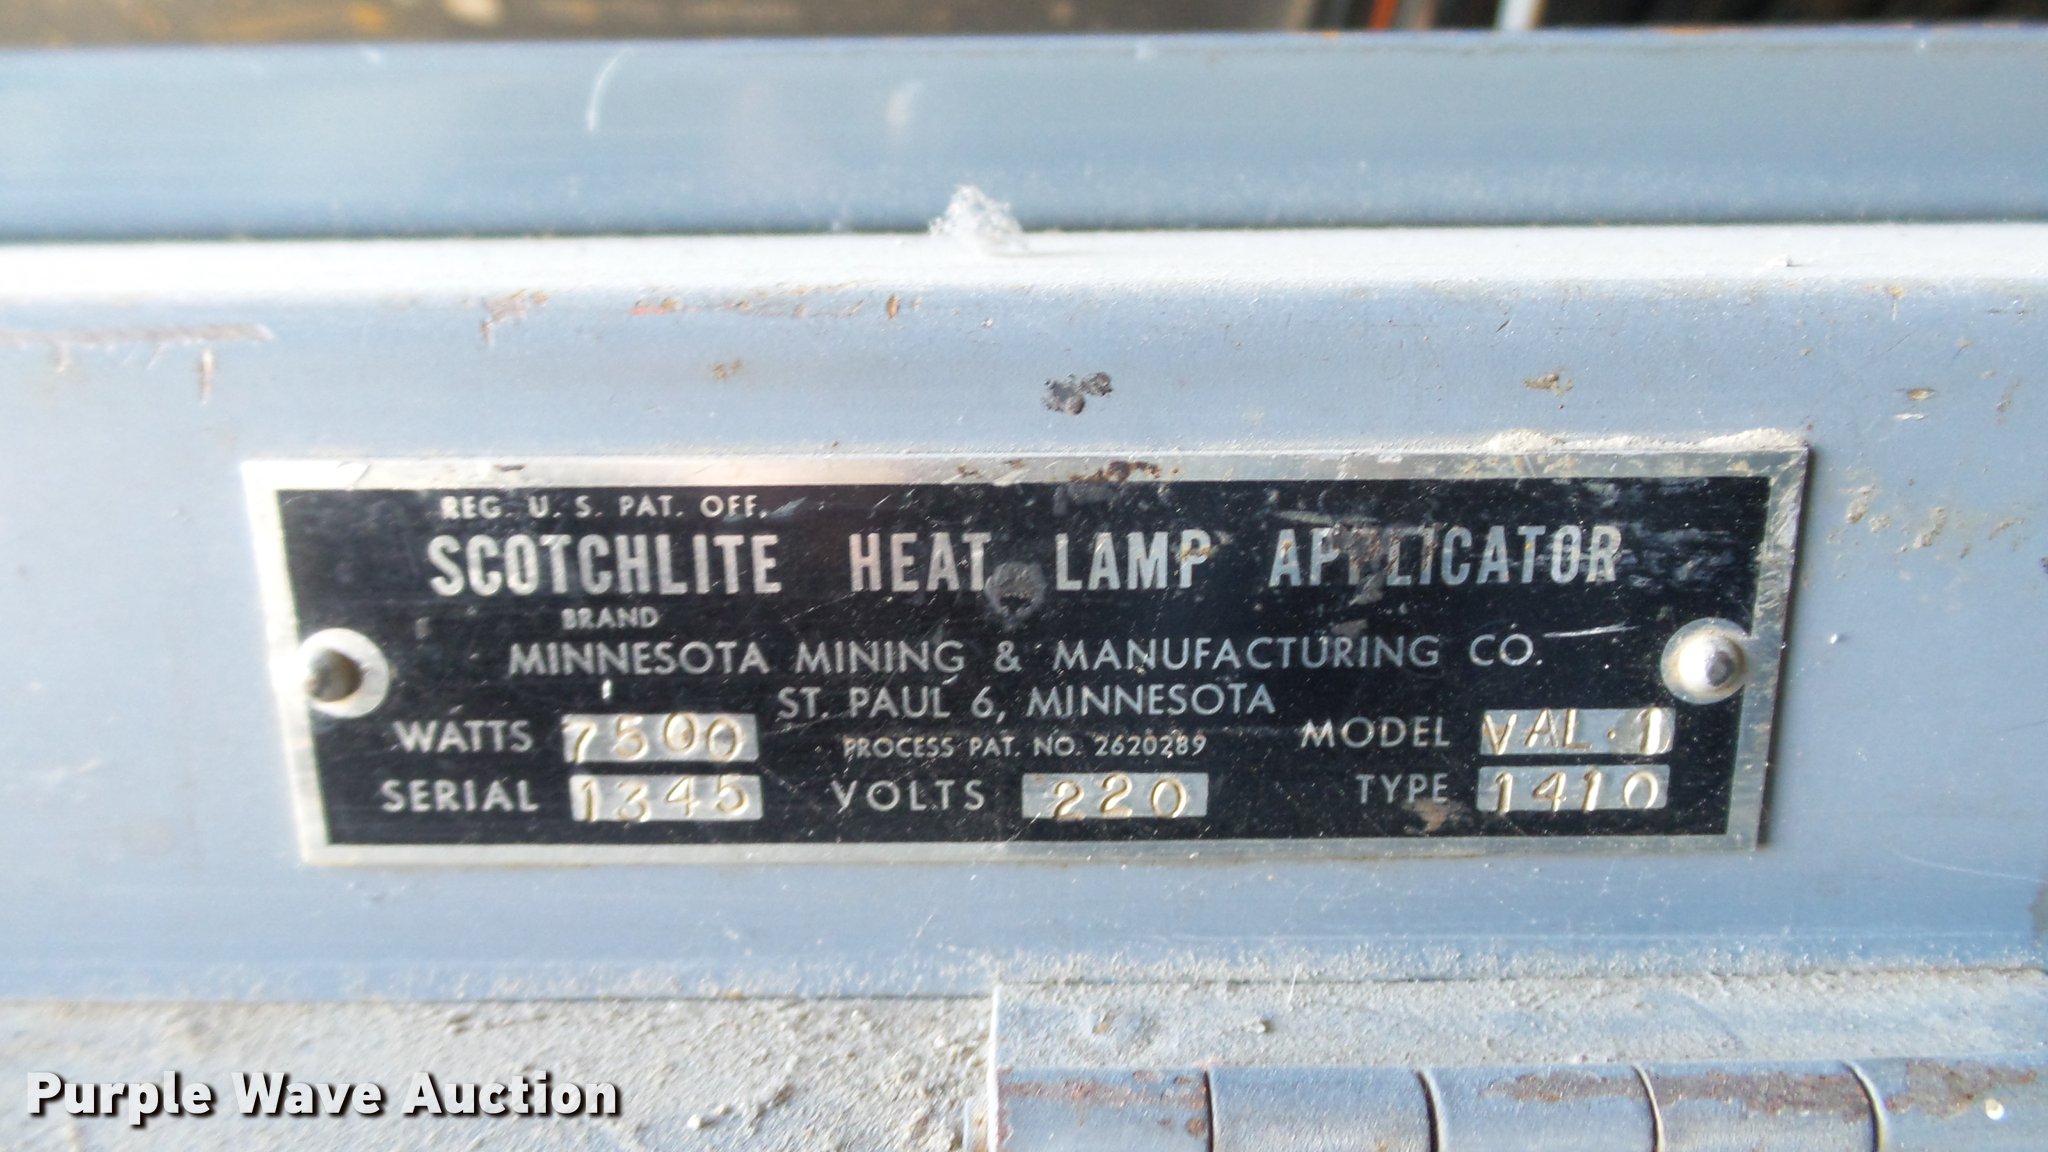 REG. U. S. PAT. OFF.
SCOTCHLITE HEAT LAMP APPLICATOR
BRAND
MINNESOTA MINING & MANUFACTURING CO.
ST. PAUL 6, MINNESOTA
WATTS 7500 PROCESS PAT. NO. 2620289 MODEL VAL.1
SERIAL 1345 VOLTS 220 TYPE 1410
Purple Wave Auction